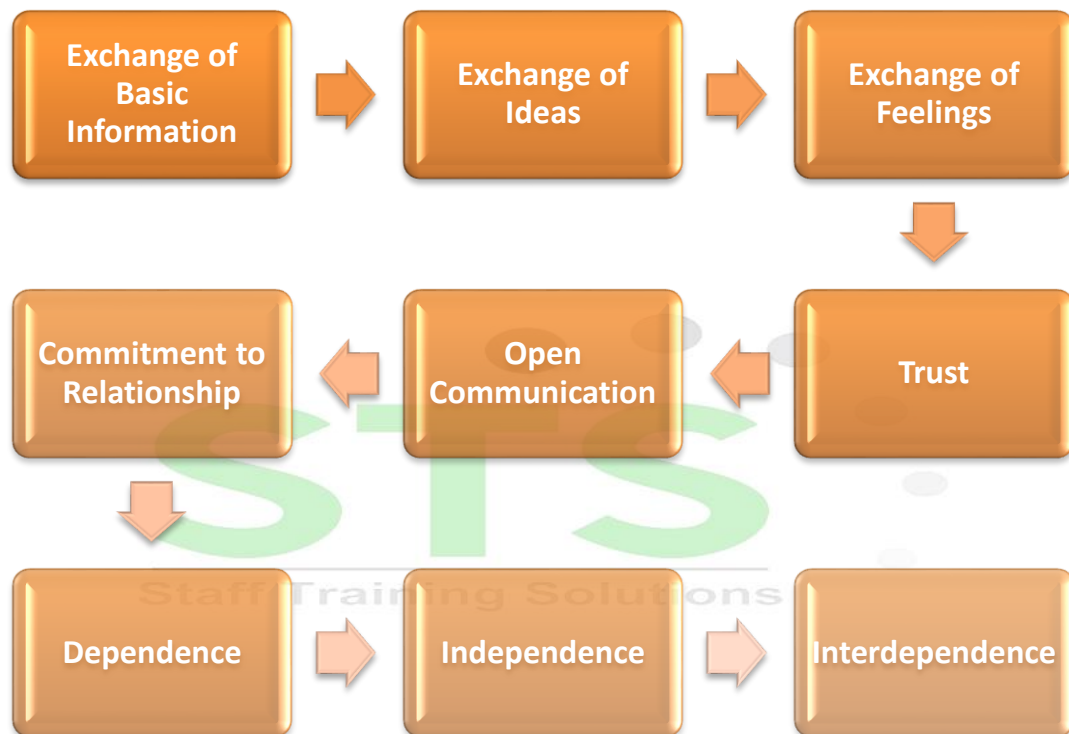 Exchange of
Basic
Information
Exchange of
Ideas
Exchange of
Feelings
Trust
Open
Communication
Commitment to
Relationship
STS
Staff Training Solutions
Dependence
Independence
Interdependence